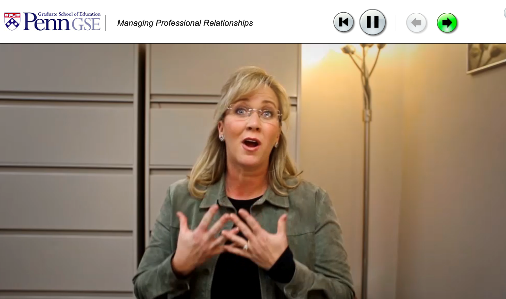 Graduate School of Education
Penn GSE
Managing Professional Relationships